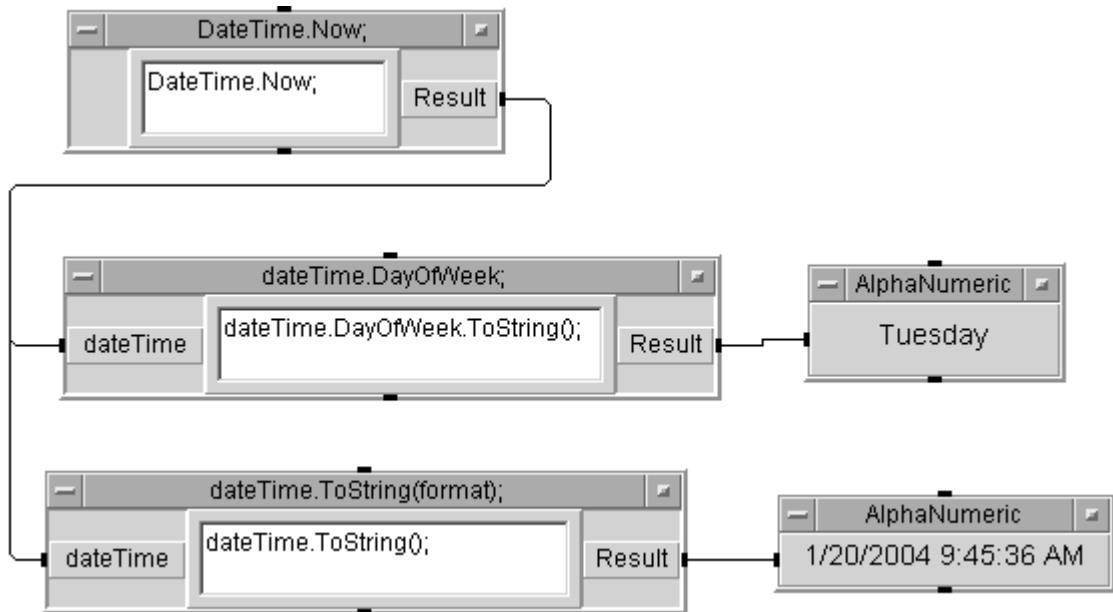 DateTime.Now;
DateTime.Now;
Result
dateTime.DayOfWeek;
dateTime
dateTime.DayOfWeek.ToString();
Result
AlphaNumeric
Tuesday
dateTime.ToString(format);
dateTime
dateTime.ToString();
Result
AlphaNumeric
1/20/2004 9:45:36 AM